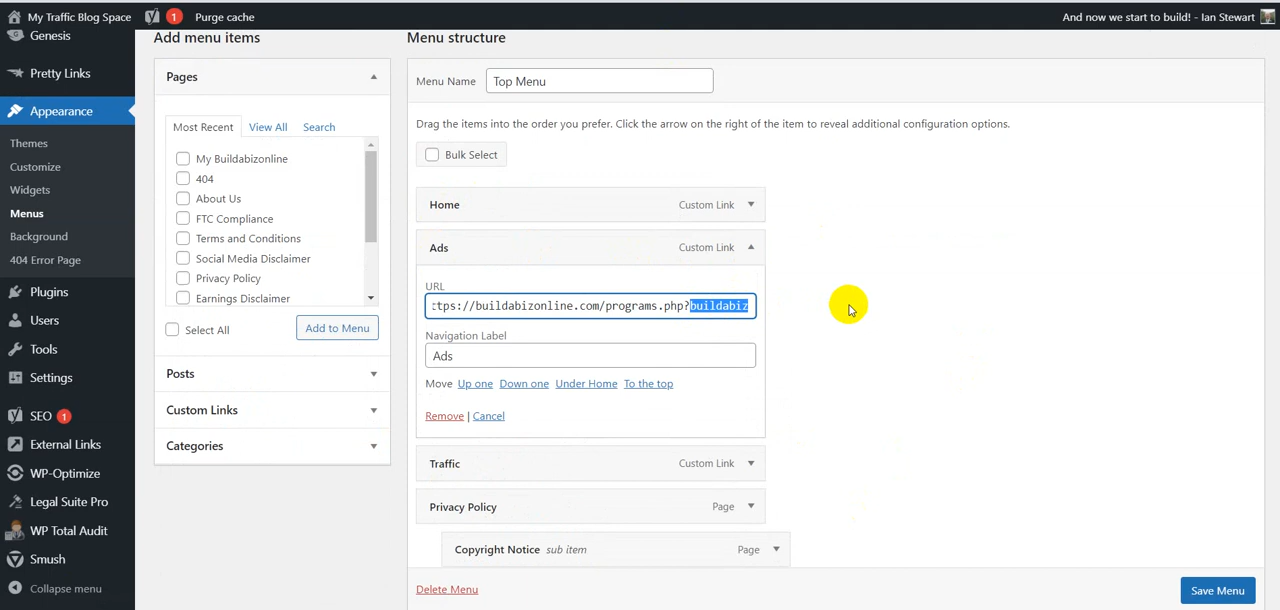 My Traffic Blog Space 1 Purge cache And now we start to build! - Ian Stewart
Genesis
Pretty Links
Appearance
Themes
Customize
Widgets
Menus
Background
404 Error Page
Plugins
Users
Tools
Settings
SEO 1
External Links
WP-Optimize
Legal Suite Pro
WP Total Audit
Smush
Collapse menu
Add menu items
Pages
Most Recent View All Search
My Buildabizonline
404
About Us
FTC Compliance
Terms and Conditions
Social Media Disclaimer
Privacy Policy
Earnings Disclaimer
Select All Add to Menu
Posts
Custom Links
Categories
Menu structure
Menu Name Top Menu
Drag the items into the order you prefer. Click the arrow on the right of the item to reveal additional configuration options.
Bulk Select
Home Custom Link
Ads Custom Link
URL
ttps://buildabizonline.com/programs.php?buildabiz
Navigation Label
Ads
Move Up one Down one Under Home To the top
Remove | Cancel
Traffic Custom Link
Privacy Policy Page
Copyright Notice sub item Page
Delete Menu Save Menu